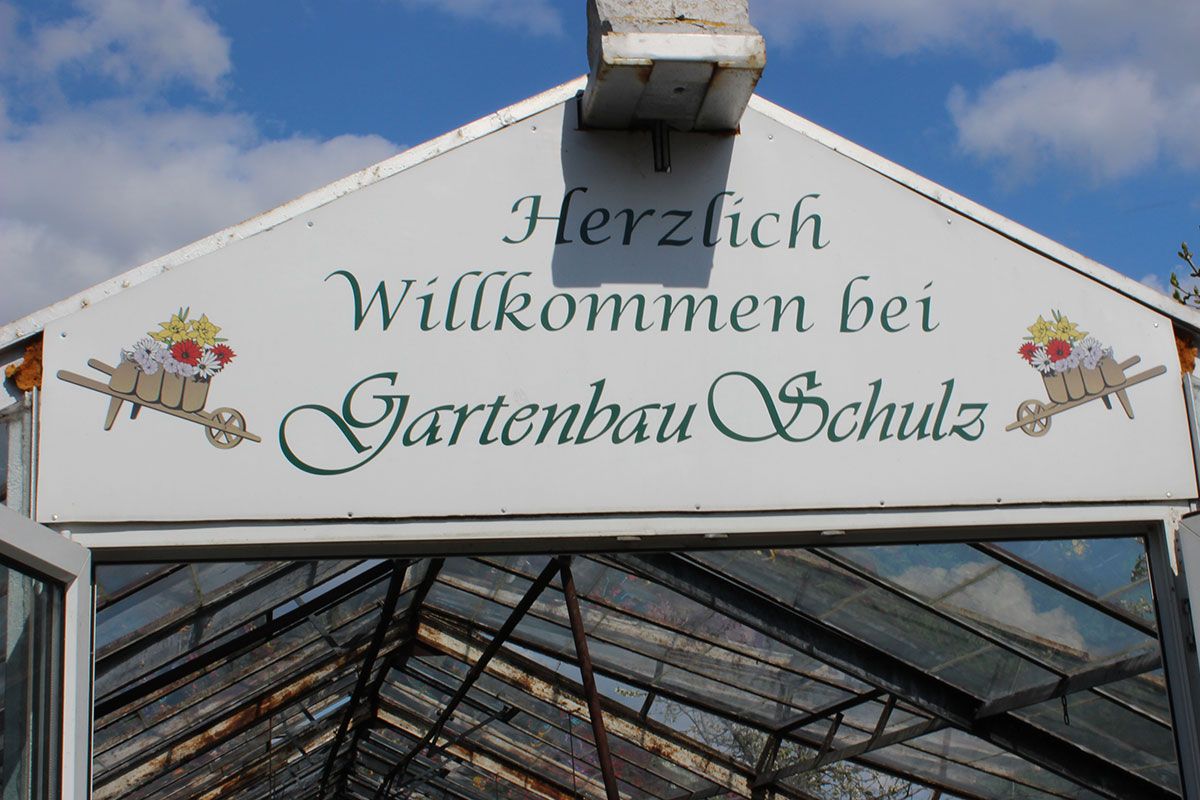 Herzlich
Willkommen bei
Gartenbau Schulz